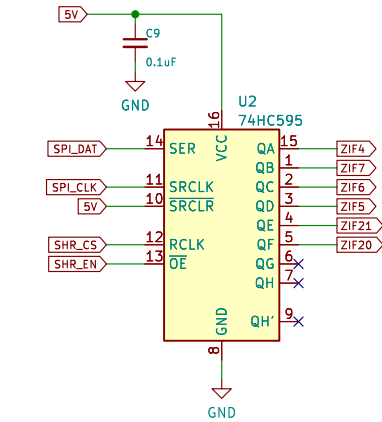 5V
C9
0.1uF
GND
U2
74HC595
16
VCC
SPI_DAT 14 SER QA 15 ZIF4
QB 1 ZIF7
SPI_CLK 11 SRCLK QC 2 ZIF6
5V 10 SRCLR QD 3 ZIF5
QE 4 ZIF21
SHR_CS 12 RCLK QF 5 ZIF20
SHR_EN 13 OE QG 6
QH 7
QH' 9
GND
8
GND